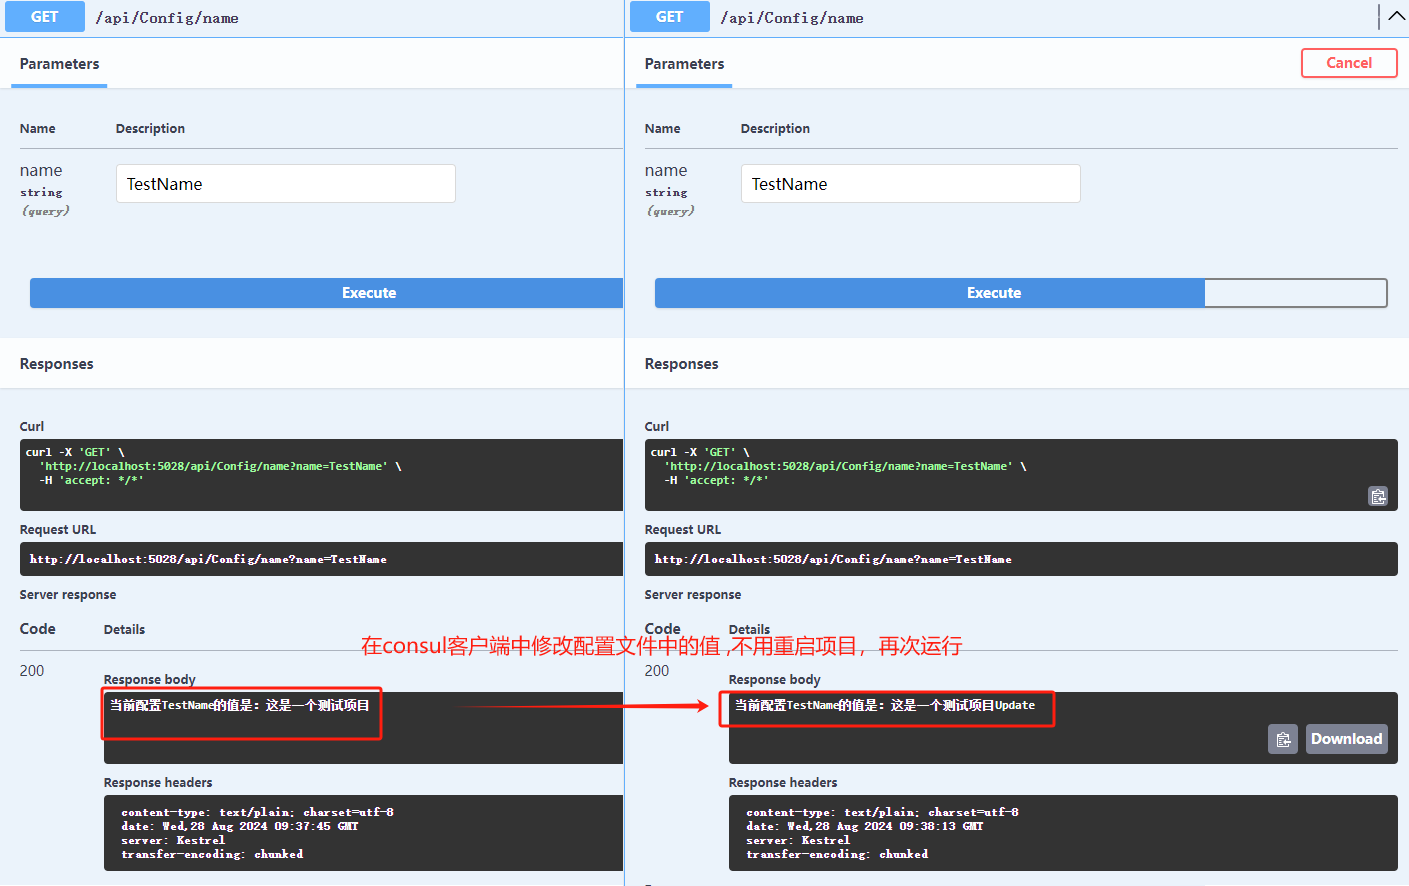 GET /api/Config/name
Parameters
Name Description
name TestName
string
(query)
Execute
Responses
Curl
curl -X 'GET' \
'http://localhost:5028/api/Config/name?name=TestName' \
-H 'accept: */*'
Request URL
http://localhost:5028/api/Config/name?name=TestName
Server response
Code Details
200
Response body
当前配置TestName的值是：这是一个测试项目
Response headers
content-type: text/plain; charset=utf-8
date: Wed,28 Aug 2024 09:37:45 GMT
server: Kestrel
transfer-encoding: chunked
在consul客户端中修改配置文件中的值 ,不用重启项目，再次运行
GET /api/Config/name
Parameters
Cancel
Name Description
name TestName
string
(query)
Execute
Responses
Curl
curl -X 'GET' \
'http://localhost:5028/api/Config/name?name=TestName' \
-H 'accept: */*'
Request URL
http://localhost:5028/api/Config/name?name=TestName
Server response
Code Details
200
Response body
当前配置TestName的值是：这是一个测试项目Update
Download
Response headers
content-type: text/plain; charset=utf-8
date: Wed,28 Aug 2024 09:38:13 GMT
server: Kestrel
transfer-encoding: chunked